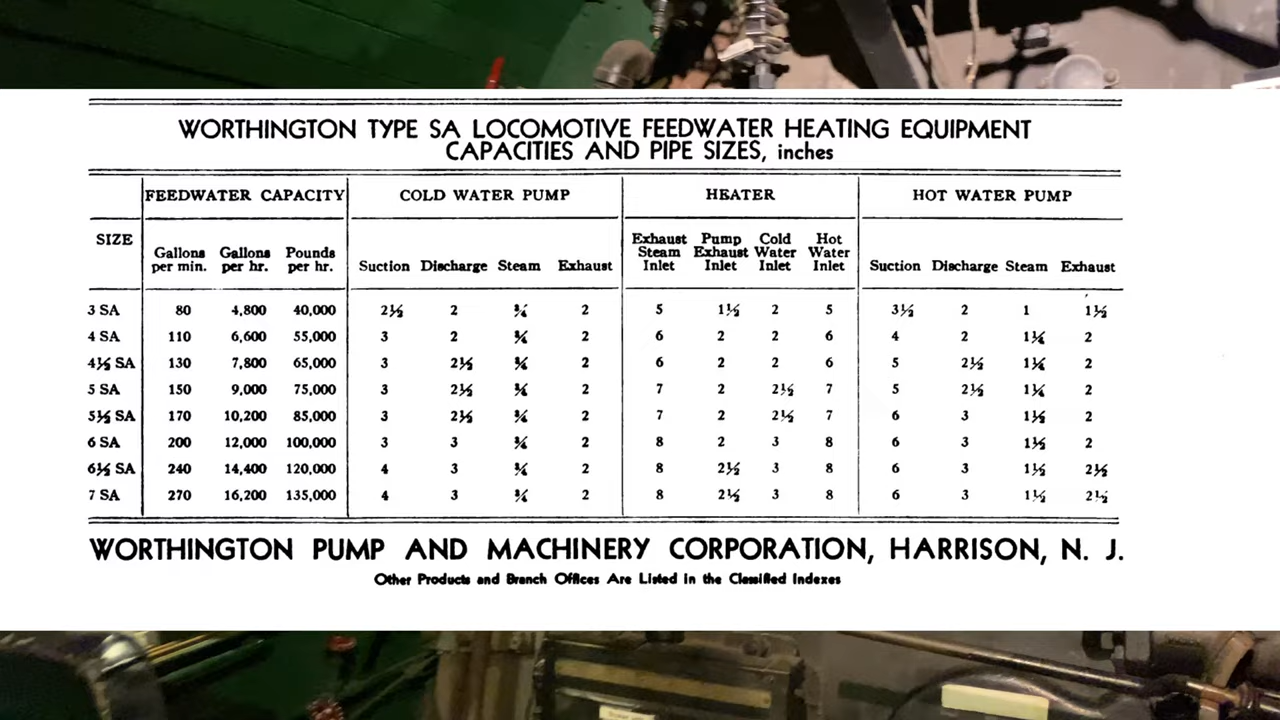 WORTHINGTON TYPE SA LOCOMOTIVE FEEDWATER HEATING EQUIPMENT
CAPACITIES AND PIPE SIZES, inches
SIZE FEEDWATER CAPACITY COLD WATER PUMP HEATER HOT WATER PUMP
Gallons per min. Gallons per hr. Pounds per hr. Suction Discharge Steam Exhaust Exhaust Steam Inlet Pump Exhaust Inlet Cold Water Inlet Hot Water Inlet Suction Discharge Steam Exhaust
3 SA 80 4,800 40,000 2½ 2 ¾ 2 5 1½ 2 5 3½ 2 1 1½
4 SA 110 6,600 55,000 3 2 ¾ 2 6 2 2 6 4 2 1¼ 2
4½ SA 130 7,800 65,000 3 2½ ¾ 2 6 2 2 6 5 2½ 1¼ 2
5 SA 150 9,000 75,000 3 2½ ¾ 2 7 2 2½ 7 5 2½ 1¼ 2
5½ SA 170 10,200 85,000 3 2½ ¾ 2 7 2 2½ 7 6 3 1½ 2
6 SA 200 12,000 100,000 3 3 ¾ 2 8 2 3 8 6 3 1½ 2
6½ SA 240 14,400 120,000 4 3 ¾ 2 8 2½ 3 8 6 3 1½ 2½
7 SA 270 16,200 135,000 4 3 ¾ 2 8 2½ 3 8 6 3 1½ 2½
WORTHINGTON PUMP AND MACHINERY CORPORATION, HARRISON, N. J.
Other Products and Branch Offices Are Listed in the Classified Indexes